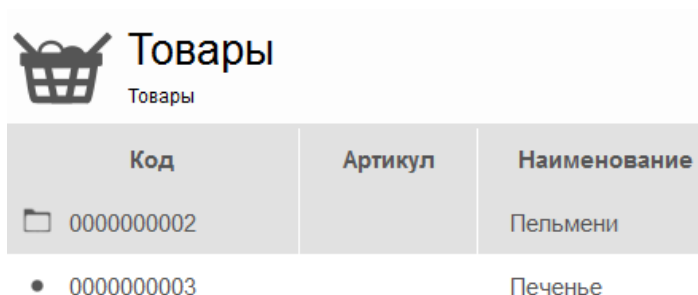 Товары
Товары
Код Артикул Наименование
0000000002 Пельмени
0000000003 Печенье